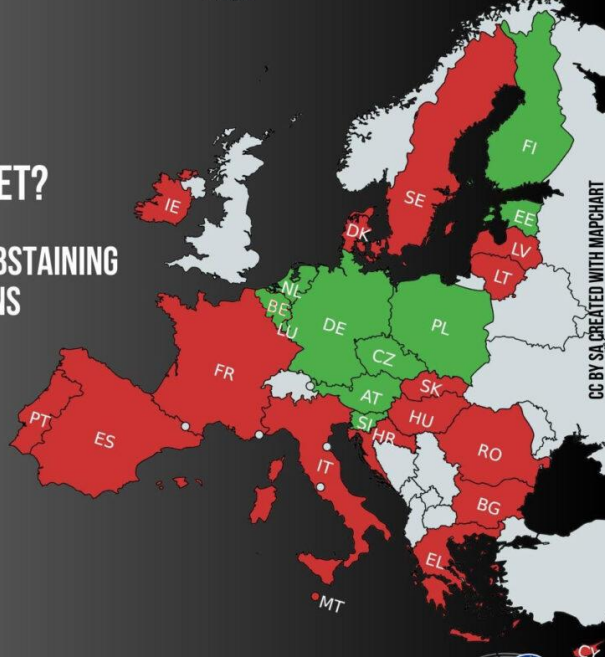 ET?
BSTAINING
NS
FI
SE
EE
IE
DK
LV
LT
NL
BE
LU
DE
PL
CZ
FR
AT
SK
SI
HR
HU
PT
ES
IT
RO
BG
EL
MT
CY
CC BY SA CREATED WITH MAPCHART